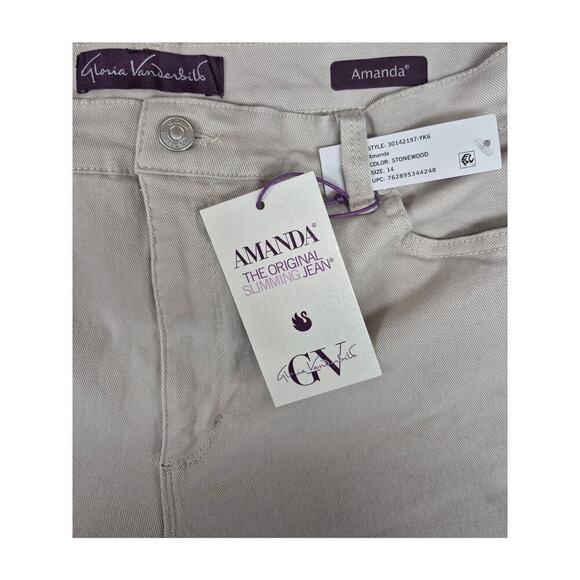 Gloria Vanderbilt
Amanda®
STYLE: 30142197-YK6
Amanda
COLOR: STONEWOOD
SIZE: 14
UPC: 762895344248
AMANDA®
THE ORIGINAL
SLIMMING JEAN®
GV
Gloria Vanderbilt